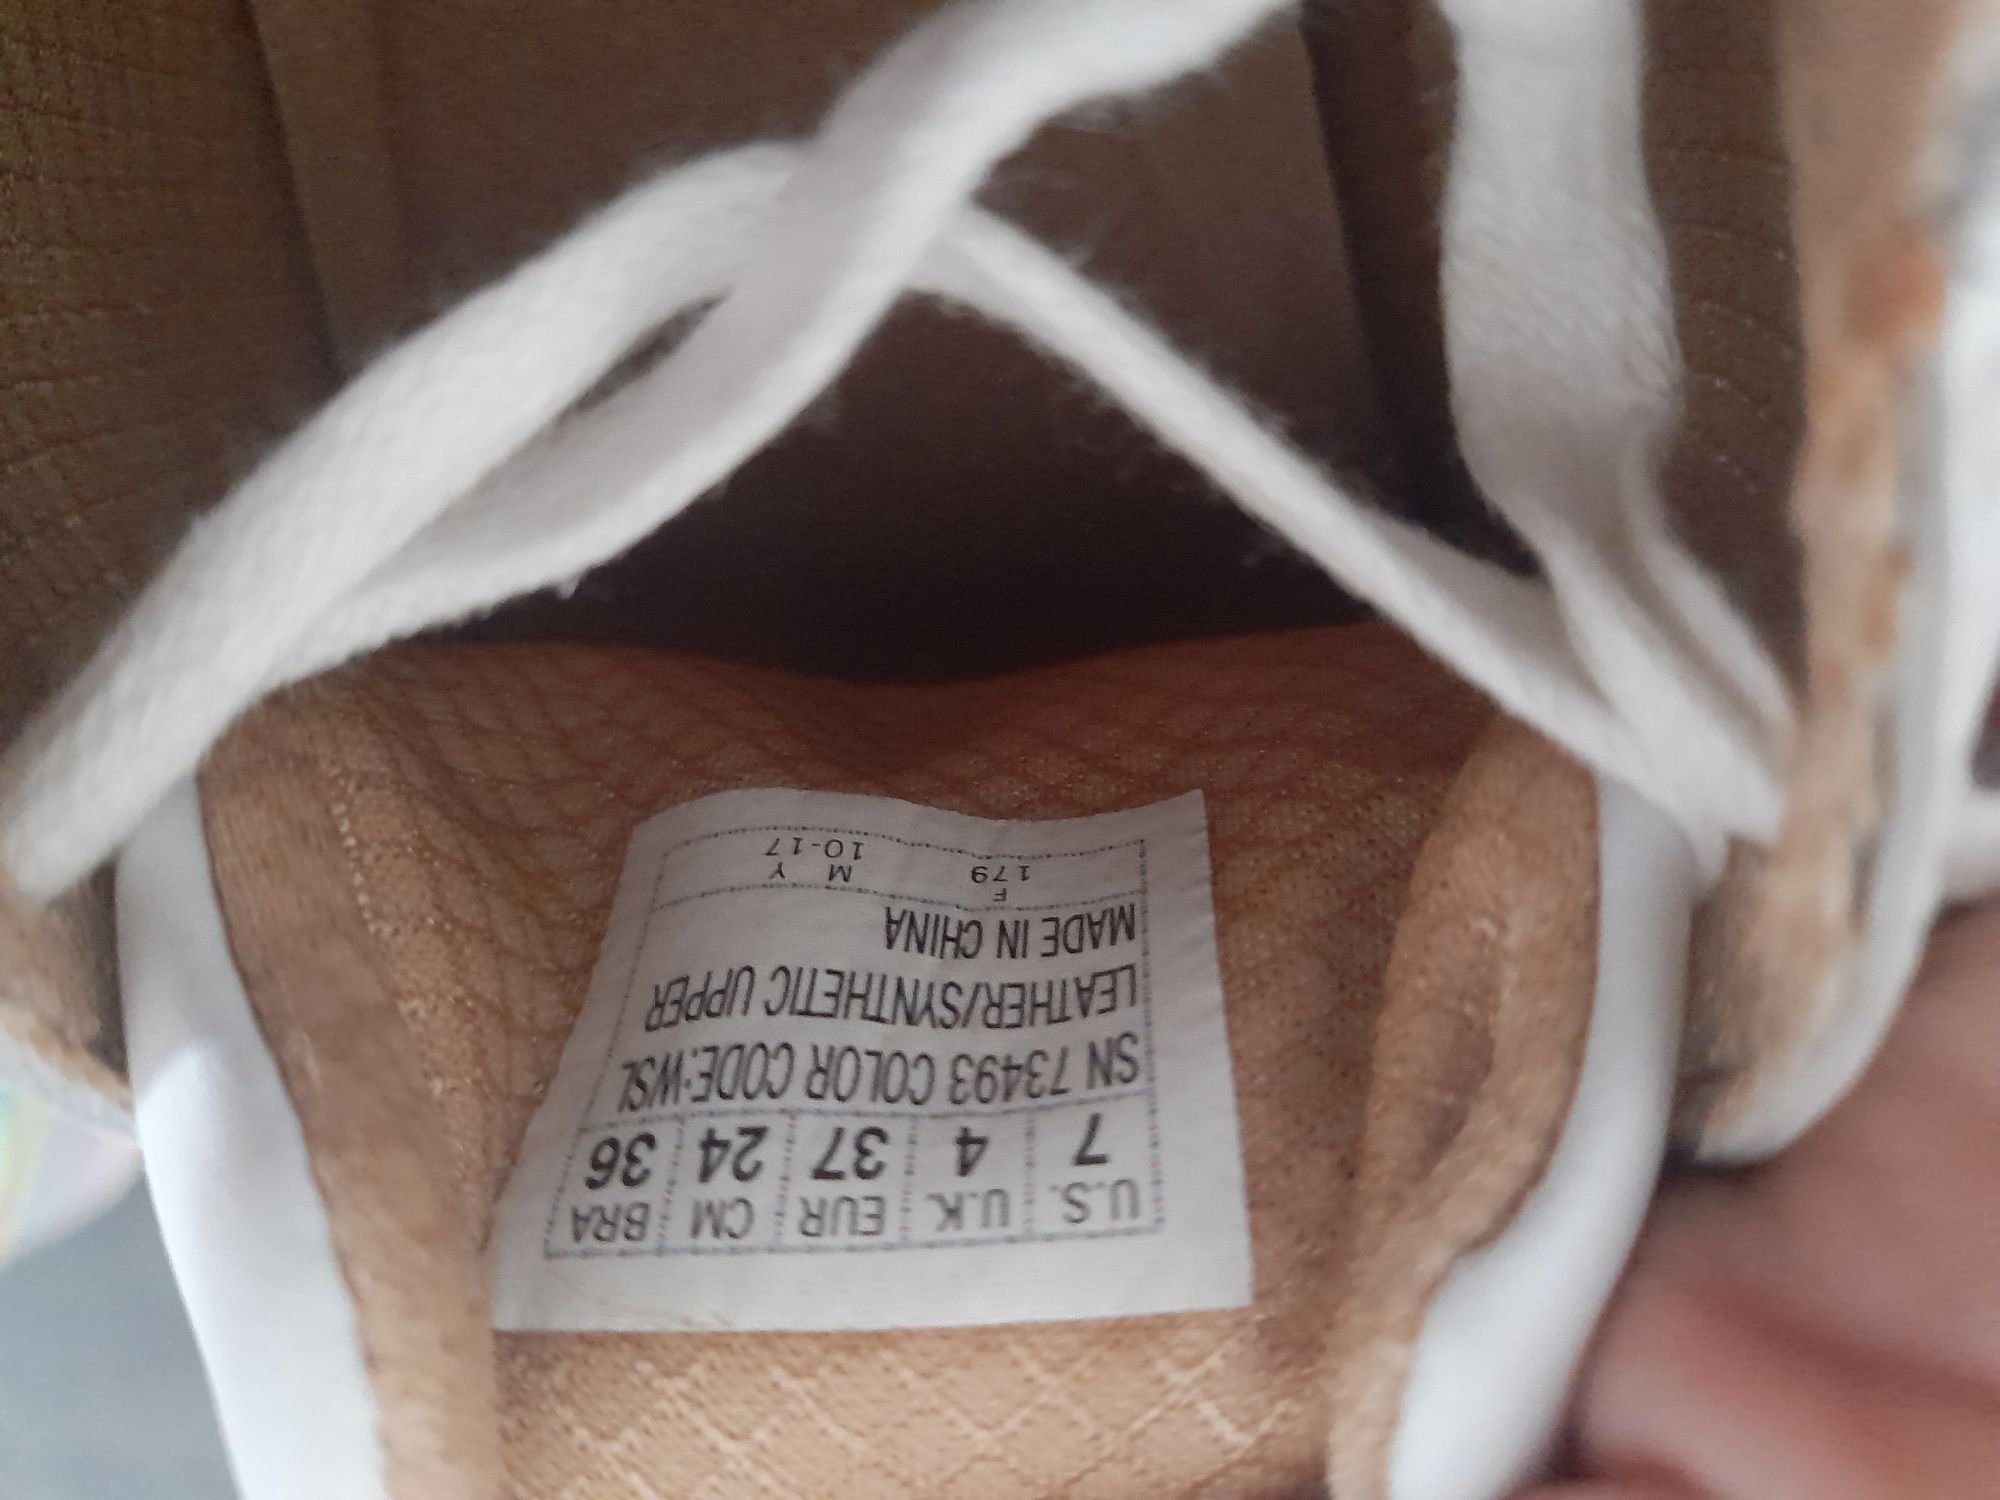 U.S. U.K. EUR CM BRA
7 4 37 24 36
SN 73493 COLOR CODE:WSL
LEATHER/SYNTHETIC UPPER
MADE IN CHINA
F M Y
179 10-17